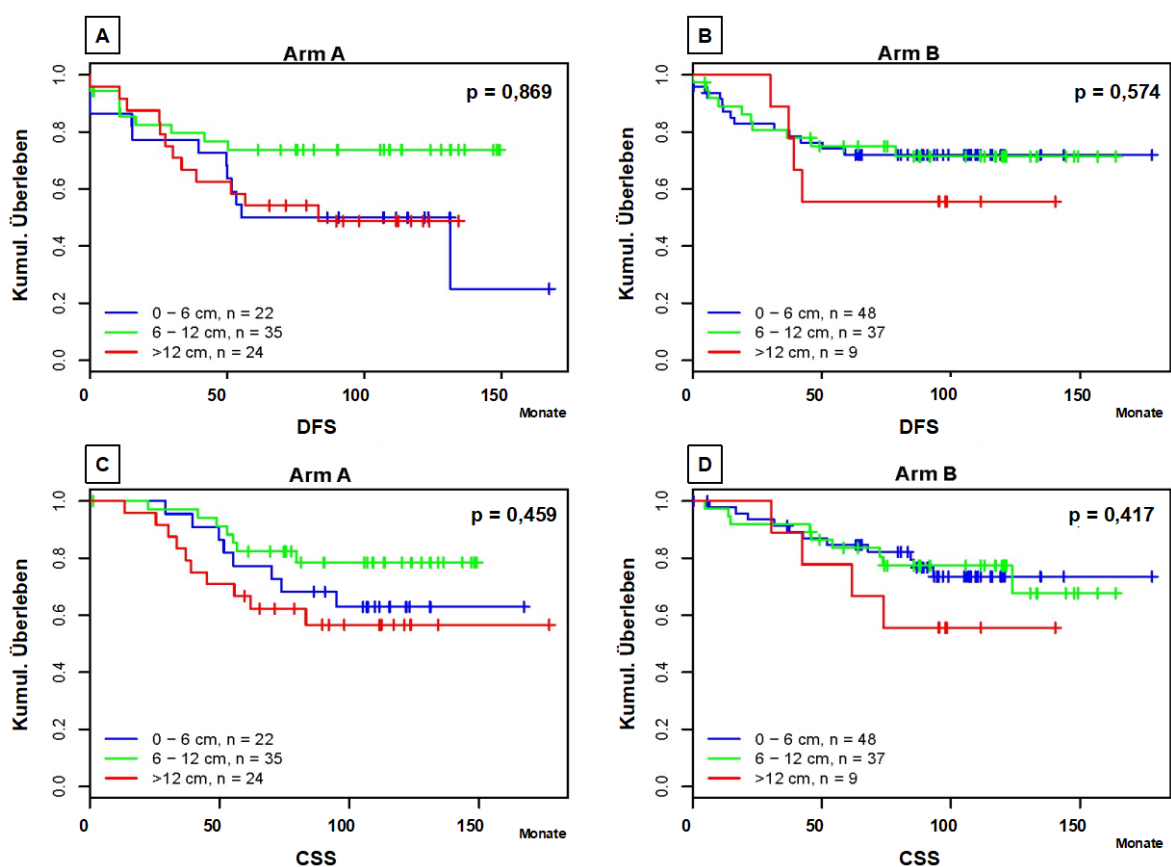 A
Arm A
p = 0,869
Kumul. Überleben
1.0
0.8
0.6
0.4
0.2
0.0
0 – 6 cm, n = 22
6 – 12 cm, n = 35
>12 cm, n = 24
0 50 100 150
Monate
DFS
B
Arm B
p = 0,574
Kumul. Überleben
1.0
0.8
0.6
0.4
0.2
0.0
0 – 6 cm, n = 48
6 – 12 cm, n = 37
>12 cm, n = 9
0 50 100 150
Monate
DFS
C
Arm A
p = 0,459
Kumul. Überleben
1.0
0.8
0.6
0.4
0.2
0.0
0 – 6 cm, n = 22
6 – 12 cm, n = 35
>12 cm, n = 24
0 50 100 150
Monate
CSS
D
Arm B
p = 0,417
Kumul. Überleben
1.0
0.8
0.6
0.4
0.2
0.0
0 – 6 cm, n = 48
6 – 12 cm, n = 37
>12 cm, n = 9
0 50 100 150
Monate
CSS